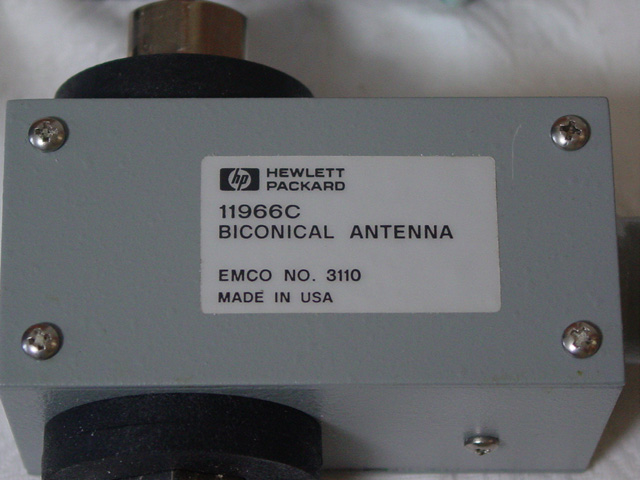 hp HEWLETT
PACKARD
11966C
BICONICAL ANTENNA
EMCO NO. 3110
MADE IN USA